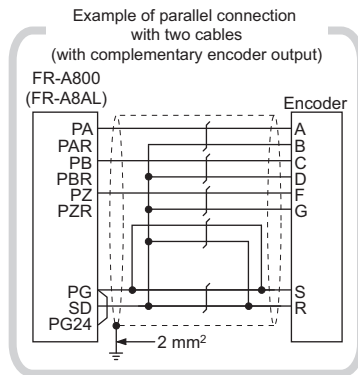 Example of parallel connection
with two cables
(with complementary encoder output)
FR-A800
(FR-A8AL)
Encoder
PA
PAR
PB
PBR
PZ
PZR
PG
SD
PG24
A
B
C
D
F
G
S
R
2 mm²